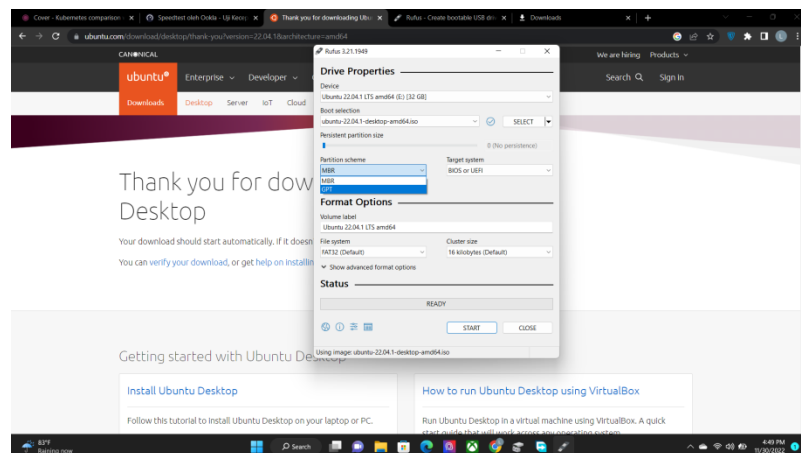 Cover - Kubernetes comparison
Speedtest oleh Ookla - Uji Kecep
Thank you for downloading Ubu
Rufus - Create bootable USB driv
Downloads
ubuntu.com/download/desktop/thank-you?version=22.04.1&architecture=amd64
CANONICAL
We are hiring Products
ubuntu® Enterprise Developer
Search Sign in
Downloads Desktop Server IoT Cloud
Thank you for dow
Desktop
Your download should start automatically. If it doesn
You can verify your download, or get help on installin
Rufus 3.21.1949
Drive Properties
Device
Ubuntu 22.04.1 LTS amd64 (E:) [32 GB]
Boot selection
ubuntu-22.04.1-desktop-amd64.iso
SELECT
Persistent partition size
0 (No persistence)
Partition scheme
Target system
MBR
BIOS or UEFI
MBR
GPT
Format Options
Volume label
Ubuntu 22.04.1 LTS amd64
File system
Cluster size
FAT32 (Default)
16 kilobytes (Default)
Show advanced format options
Status
READY
START
CLOSE
Using image: ubuntu-22.04.1-desktop-amd64.iso
Getting started with Ubuntu Desktop
Install Ubuntu Desktop
Follow this tutorial to install Ubuntu Desktop on your laptop or PC.
How to run Ubuntu Desktop using VirtualBox
Run Ubuntu Desktop in a virtual machine using VirtualBox. A quick
start guide that will work across any operating system.
83°F
Raining now
Search
4:49 PM
11/30/2022